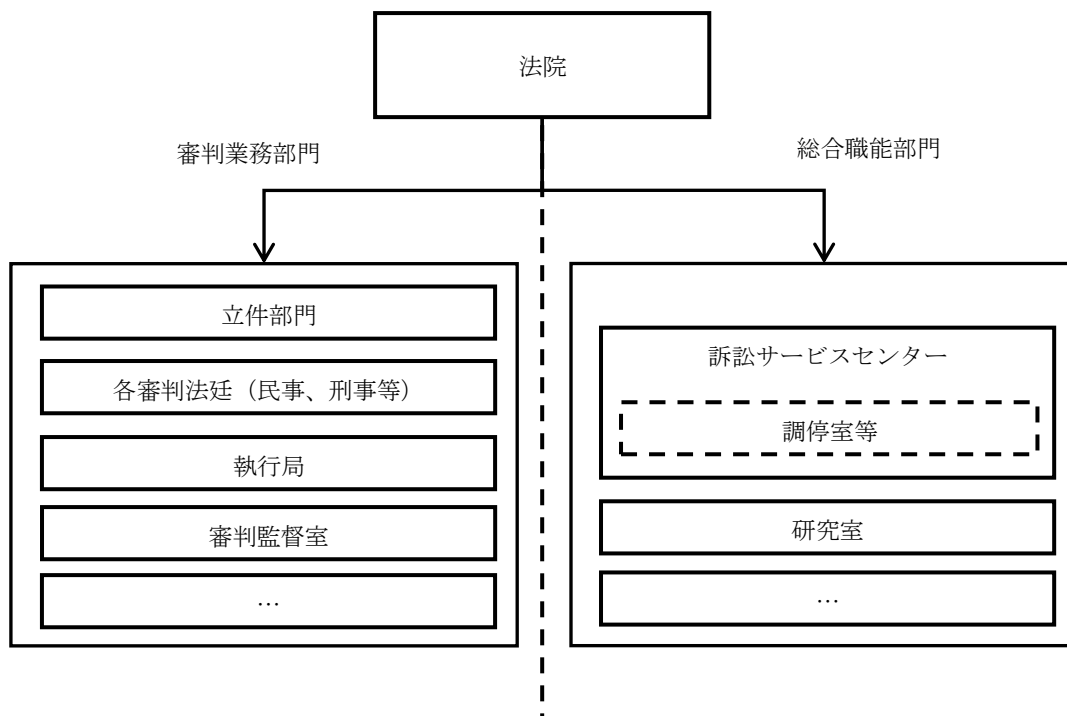 法院
審判業務部門
総合職能部門
立件部門
各審判法廷（民事、刑事等）
執行局
審判監督室
…
訴訟サービスセンター
調停室等
研究室
…